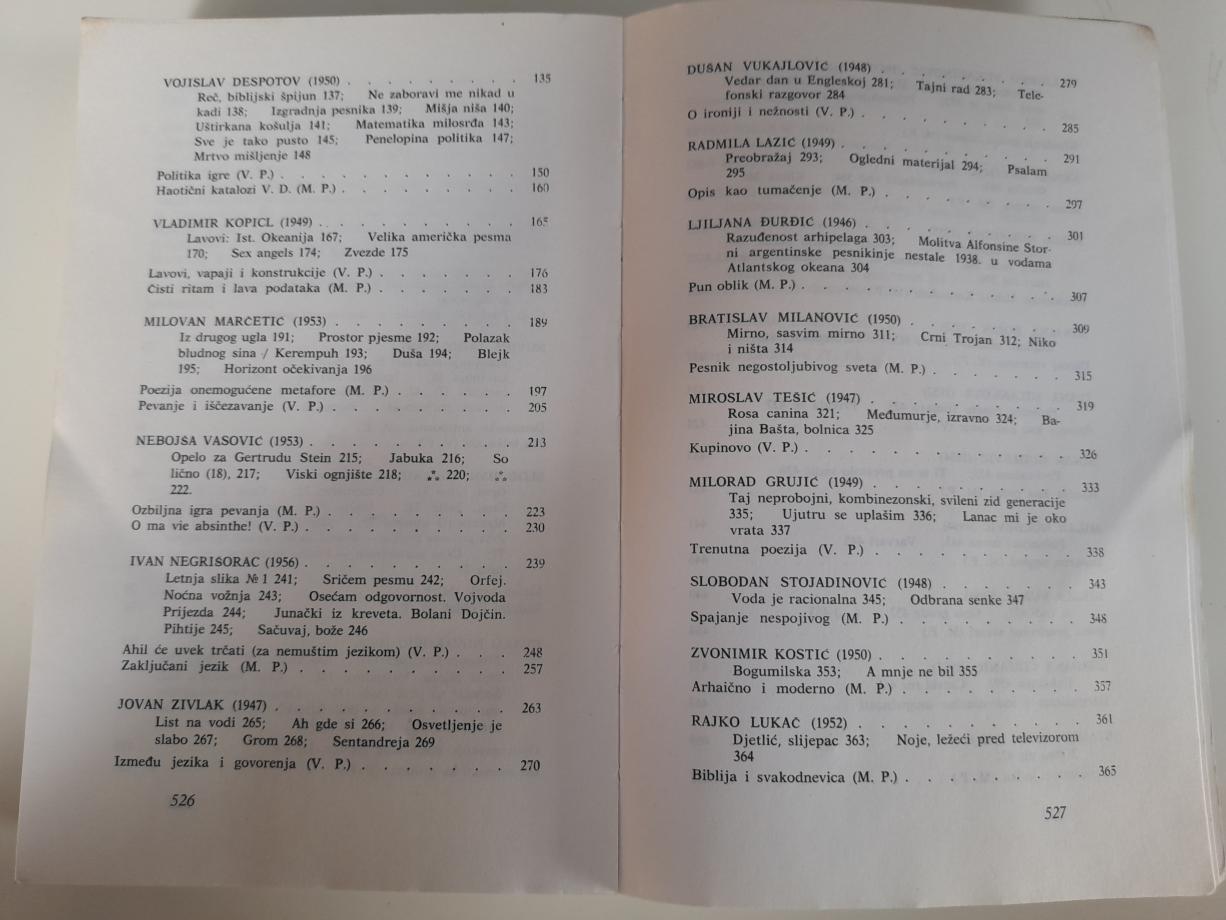 VOJISLAV DESPOTOV (1950) . . . . . . . . 135
Reč, biblijski špijun 137; Ne zaboravi me nikad u
kadi 138; Izgradnja pesnika 139; Mišja niša 140;
Uštirkana košulja 141; Matematika milosrđa 143;
Sve je tako pusto 145; Penelopina politika 147;
Mrtvo mišljenje 148
Politika igre (V. P.) . . . . . . . . . . . 150
Haotični katalozi V. D. (M. P.) . . . . . . . . 160
VLADIMIR KOPICL (1949) . . . . . . . . . 165
Lavovi: Ist. Okeanija 167; Velika američka pesma
170; Sex angels 174; Zvezde 175
Lavovi, vapaji i konstrukcije (V. P.) . . . . . . . 176
Čisti ritam i lava podataka (M. P.) . . . . . . . 183
MILOVAN MARČETIĆ (1953) . . . . . . . . . 189
Iz drugog ugla 191; Prostor pjesme 192; Polazak
bludnog sina / Kerempuh 193; Duša 194; Blejk
195; Horizont očekivanja 196
Poezija onemogućene metafore (M. P.) . . . . . . 197
Pevanje i iščezavanje (V. P.) . . . . . . . . . 205
NEBOJŠA VASOVIĆ (1953) . . . . . . . . . . 213
Opelo za Gertrudu Stein 215; Jabuka 216; So
lično (18), 217; Viski ognjište 218; ⁂ 220; ⁂
222.
Ozbiljna igra pevanja (M. P.) . . . . . . . . . 223
O ma vie absinthe! (V. P.) . . . . . . . . . . 230
IVAN NEGRIŠORAC (1956) . . . . . . . . . . 239
Letnja slika № 1 241; Sričem pesmu 242; Orfej.
Noćna vožnja 243; Osećam odgovornost. Vojvoda
Prijezda 244; Junački iz kreveta. Bolani Dojčin.
Pihtije 245; Sačuvaj, bože 246
Ahil će uvek trčati (za nemuštim jezikom) (V. P.) . . . 248
Zaključani jezik (M. P.) . . . . . . . . . . 257
JOVAN ZIVLAK (1947) . . . . . . . . . . . 263
List na vodi 265; Ah gde si 266; Osvetljenje je
slabo 267; Grom 268; Sentandreja 269
Između jezika i govorenja (V. P.) . . . . . . . 270
526
DUŠAN VUKAJLOVIĆ (1948) . . . . . . . . 279
Vedar dan u Engleskoj 281; Tajni rad 283; Tele-
fonski razgovor 284
O ironiji i nežnosti (V. P.) . . . . . . . . . . 285
RADMILA LAZIĆ (1949) . . . . . . . . . . 291
Preobražaj 293; Ogledni materijal 294; Psalam
295
Opis kao tumačenje (M. P.) . . . . . . . . . 297
LJILJANA ĐURĐIĆ (1946) . . . . . . . . . 301
Razuđenost arhipelaga 303; Molitva Alfonsine Stor-
ni argentinske pesnikinje nestale 1938. u vodama
Atlantskog okeana 304
Pun oblik (M. P.) . . . . . . . . . . . . . 307
BRATISLAV MILANOVIĆ (1950) . . . . . . . . 309
Mirno, sasvim mirno 311; Crni Trojan 312; Niko
i ništa 314
Pesnik negostoljubivog sveta (M. P.) . . . . . . . 315
MIROSLAV TEŠIĆ (1947) . . . . . . . . . . 319
Rosa canina 321; Međumurje, izravno 324; Ba-
jina Bašta, bolnica 325
Kupinovo (V. P.) . . . . . . . . . . . . . 326
MILORAD GRUJIĆ (1949) . . . . . . . . . . 333
Taj neprobojni, kombinezonski, svileni zid generacije
335; Ujutru se uplašim 336; Lanac mi je oko
vrata 337
Trenutna poezija (V. P.) . . . . . . . . . . 338
SLOBODAN STOJADINOVIĆ (1948) . . . . . . . 343
Voda je racionalna 345; Odbrana senke 347
Spajanje nespojivog (M. P.) . . . . . . . . . 348
ZVONIMIR KOSTIĆ (1950) . . . . . . . . . . 351
Bogumilska 353; A mnje ne bil 355
Arhaično i moderno (M. P.) . . . . . . . . . 357
RAJKO LUKAČ (1952) . . . . . . . . . . . 361
Djetlić, slijepac 363; Noje, ležeći pred televizorom
364
Biblija i svakodnevica (M. P.) . . . . . . . . . 365
527